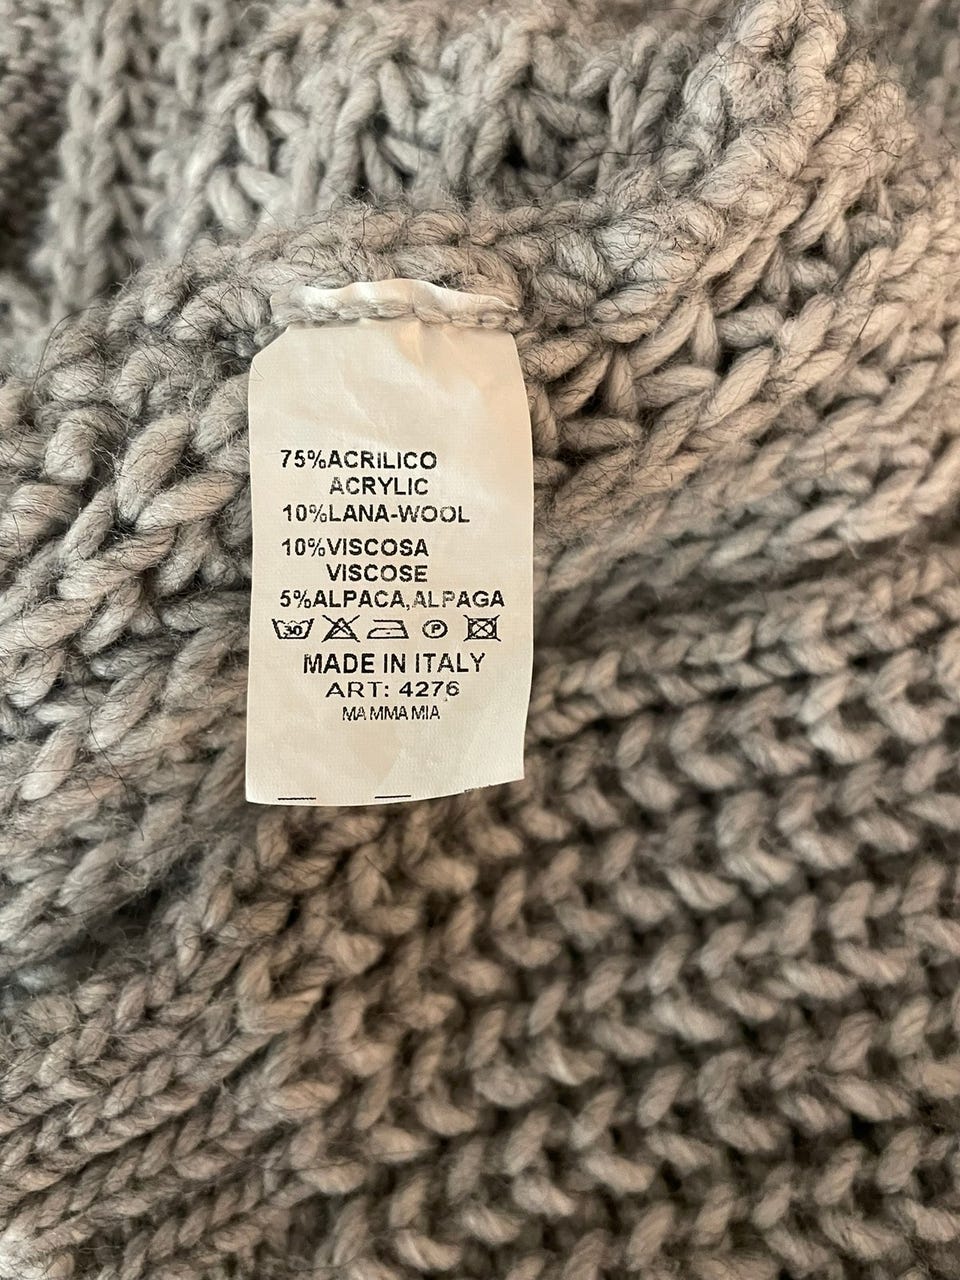 75%ACRILICO
ACRYLIC
10%LANA-WOOL
10%VISCOSA
VISCOSE
5%ALPACA,ALPAGA
30 P
MADE IN ITALY
ART: 4276
MA MMA MIA